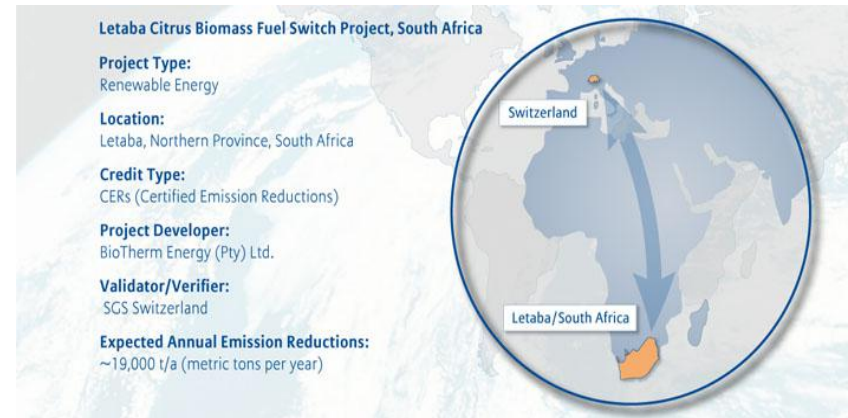 Letaba Citrus Biomass Fuel Switch Project, South Africa
Project Type:
Renewable Energy
Location:
Letaba, Northern Province, South Africa
Credit Type:
CERs (Certified Emission Reductions)
Project Developer:
BioTherm Energy (Pty) Ltd.
Validator/Verifier:
SGS Switzerland
Expected Annual Emission Reductions:
~19,000 t/a (metric tons per year)
Switzerland
Letaba/South Africa